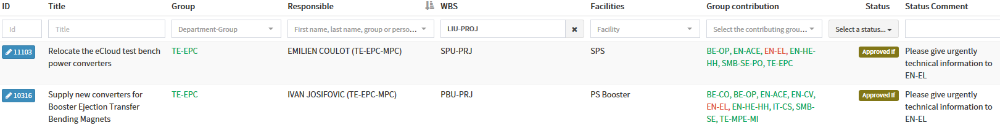 ID Title Group Responsible WBS Facilities Group contribution Status Status Comment
Id Title Department-Group First name, last name, group or perso... LIU-PROJ Facility Select the contributing grou... Select a status...
11103 Relocate the eCloud test bench TE-EPC EMILIEN COULOT (TE-EPC-MPC) SPU-PRJ SPS BE-OP, EN-ACE, EN-EL, EN-HE- Approved If Please give urgently
power converters HH, SMB-SE-PO, TE-EPC technical information to
EN-EL
10316 Supply new converters for TE-EPC IVAN JOSIFOVIC (TE-EPC-MPC) PBU-PRJ PS Booster BE-CO, BE-OP, EN-ACE, EN-CV, Approved If Please give urgently
Booster Ejection Transfer EN-EL, EN-HE-HH, IT-CS, SMB- technical information to
Bending Magnets SE, TE-MPE-MI EN-EL